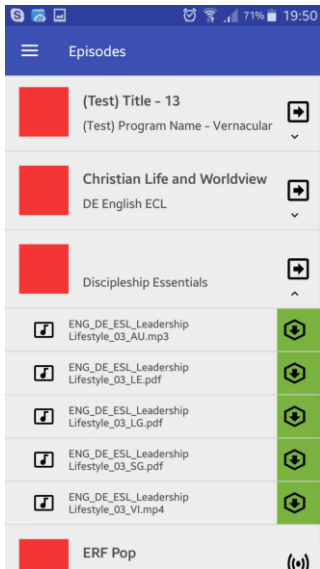 71% 19:50
Episodes
(Test) Title - 13
(Test) Program Name - Vernacular
Christian Life and Worldview
DE English ECL
Discipleship Essentials
ENG_DE_ESL_Leadership
Lifestyle_03_AU.mp3
ENG_DE_ESL_Leadership
Lifestyle_03_LE.pdf
ENG_DE_ESL_Leadership
Lifestyle_03_LG.pdf
ENG_DE_ESL_Leadership
Lifestyle_03_SG.pdf
ENG_DE_ESL_Leadership
Lifestyle_03_VI.mp4
ERF Pop